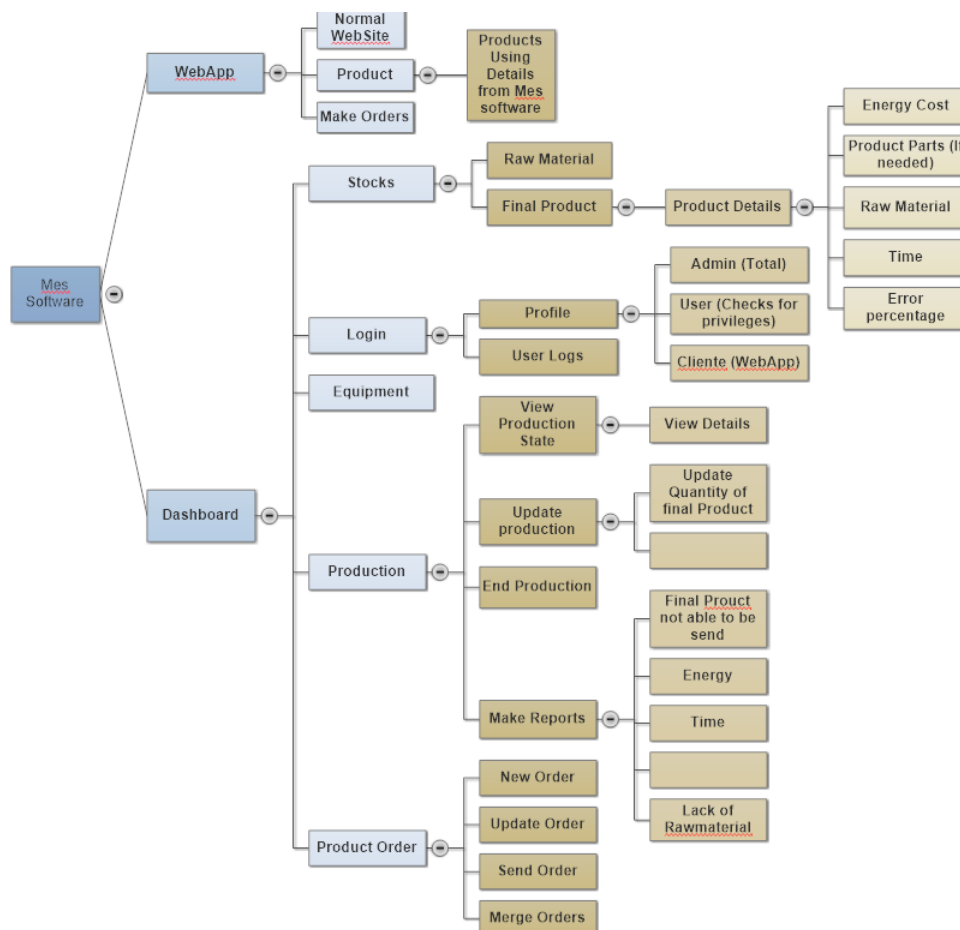 Normal
WebSite
WebApp
Product
Make Orders
Products
Using
Details
from Mes
software
Mes
Software
Dashboard
Stocks
Raw Material
Final Product
Product Details
Energy Cost
Product Parts (If
needed)
Raw Material
Time
Error
percentage
Login
Profile
User Logs
Admin (Total)
User (Checks for
privileges)
Cliente (WebApp)
Equipment
Production
View
Production
State
View Details
Update
production
Update
Quantity of
final Product
End Production
Make Reports
Final Prouct
not able to be
send
Energy
Time
Lack of
Rawmaterial
Product Order
New Order
Update Order
Send Order
Merge Orders